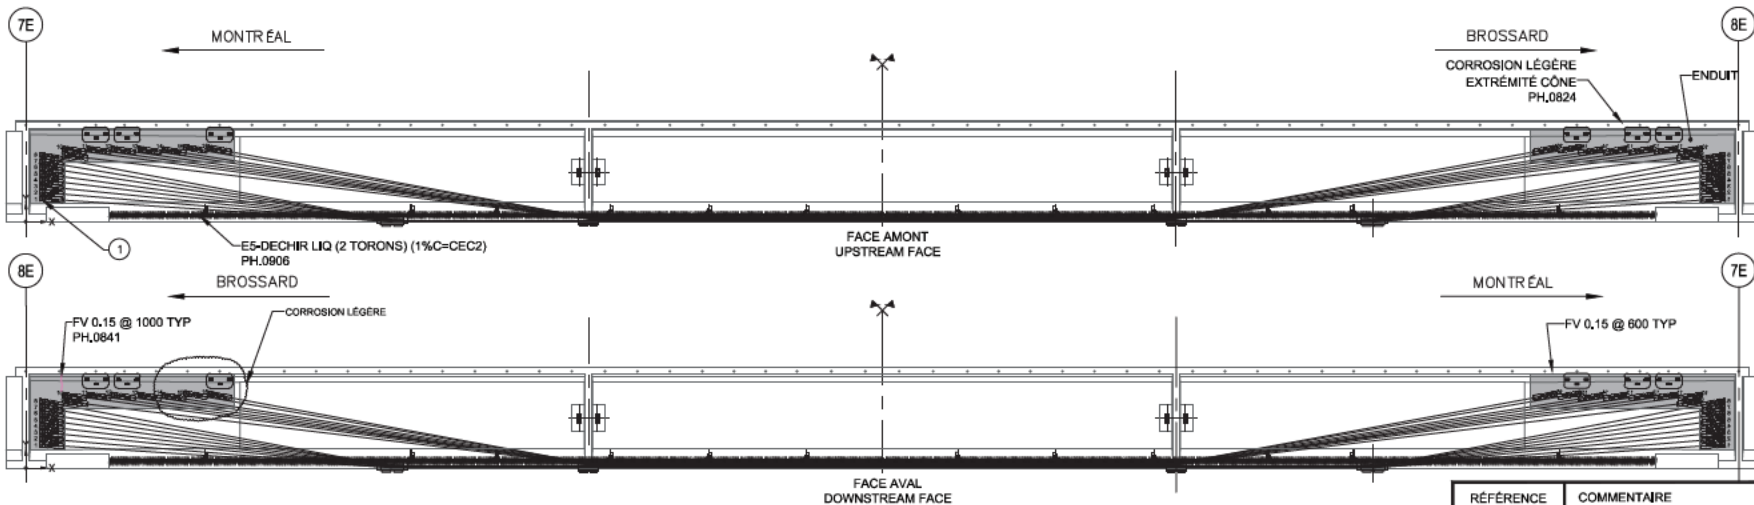 7E
8E
MONTRÉAL
BROSSARD
CORROSION LÉGÈRE
EXTRÉMITÉ CÔNE
PH.0824
ENDUIT
1
E5-DECHIR LIQ (2 TORONS) (1%C=CEC2)
PH.0906
FACE AMONT
UPSTREAM FACE
X
8E
7E
BROSSARD
MONTRÉAL
FV 0.15 @ 1000 TYP
PH.0841
CORROSION LÉGÈRE
FV 0.15 @ 600 TYP
X
FACE AVAL
DOWNSTREAM FACE
RÉFÉRENCE COMMENTAIRE